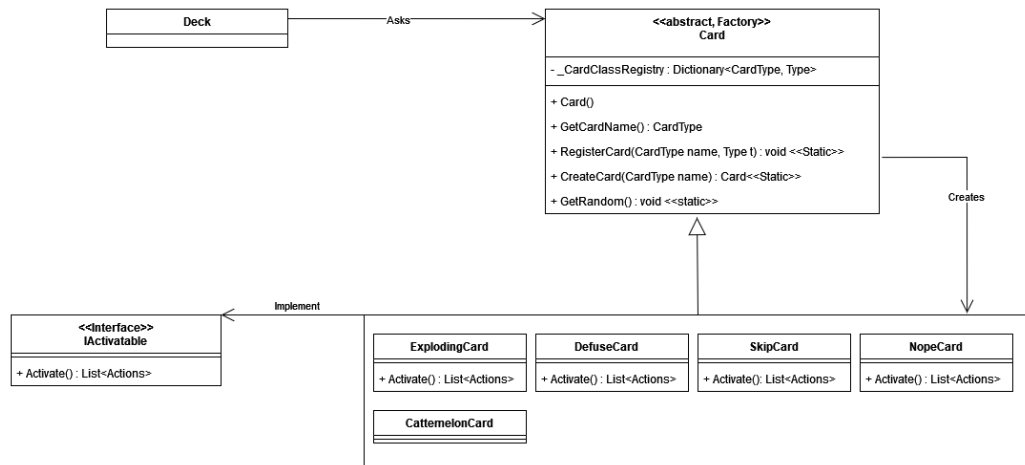 Deck
Asks
<<abstract, Factory>>
Card
- _CardClassRegistry : Dictionary<CardType, Type>
+ Card()
+ GetCardName() : CardType
+ RegisterCard(CardType name, Type t) : void <<Static>>
+ CreateCard(CardType name) : Card<<Static>>
+ GetRandom() : void <<static>>
Creates
Implement
<<Interface>>
IActivatable
+ Activate() : List<Actions>
ExplodingCard
+ Activate() : List<Actions>
DefuseCard
+ Activate() : List<Actions>
SkipCard
+ Activate(): List<Actions>
NopeCard
+ Activate() : List<Actions>
CattemelonCard